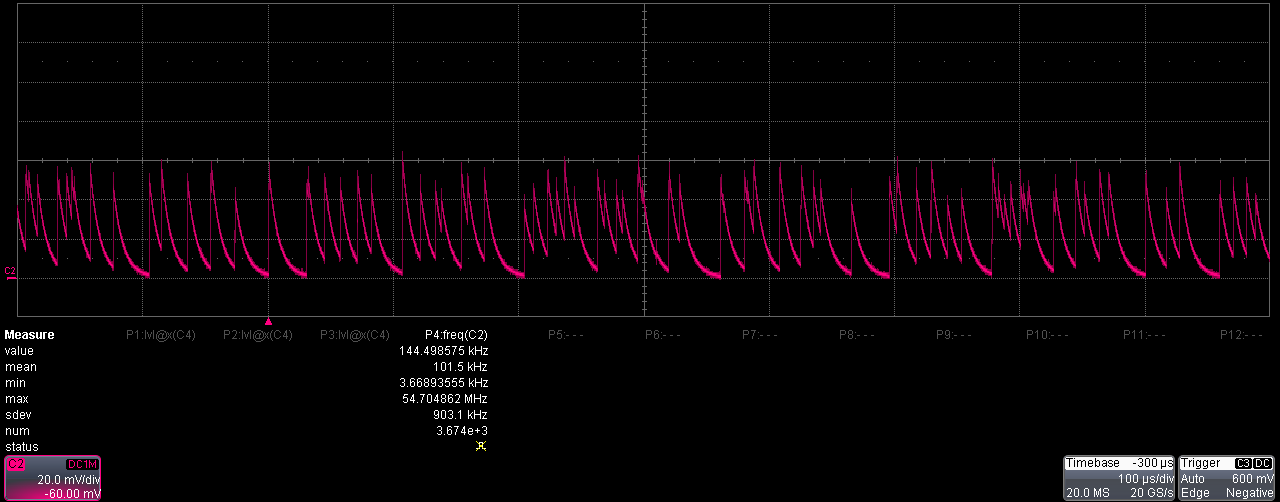 C2
Measure P1:lvl@x(C4) P2:lvl@x(C4) P3:lvl@x(C4) P4:freq(C2) P5:- - - P6:- - - P7:- - - P8:- - - P9:- - - P10:- - - P11:- - - P12:- - -
value 144.498575 kHz
mean 101.5 kHz
min 3.66893555 kHz
max 54.704862 MHz
sdev 903.1 kHz
num 3.674e+3
status
C2 DC1M
20.0 mV/div
-60.00 mV
Timebase -300 µs
100 µs/div
20.0 MS 20 GS/s
Trigger C3 DC
Auto 600 mV
Edge Negative